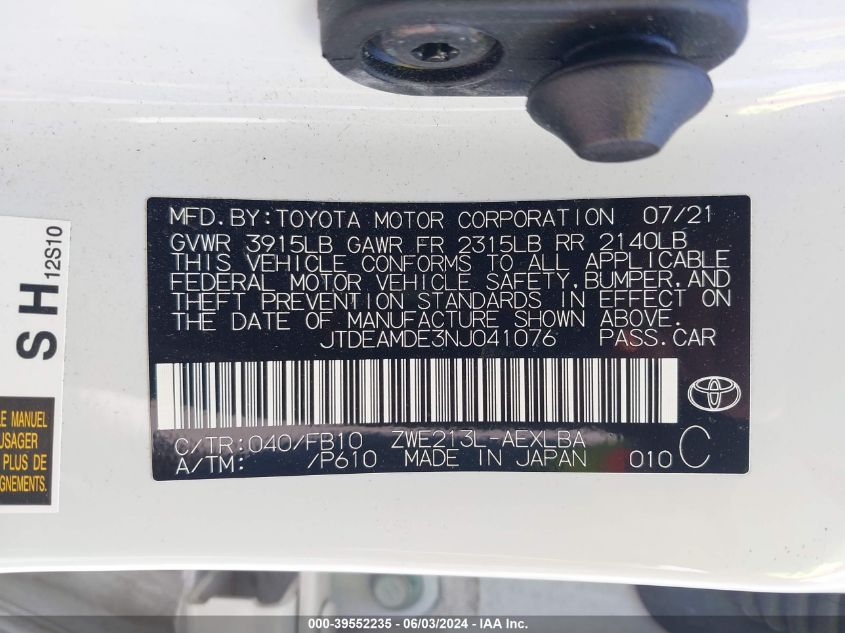 MFD. BY: TOYOTA MOTOR CORPORATION 07/21
GVWR 3915LB GAWR FR 2315LB RR 2140LB
THIS VEHICLE CONFORMS TO ALL APPLICABLE
FEDERAL MOTOR VEHICLE SAFETY, BUMPER, AND
THEFT PREVENTION STANDARDS IN EFFECT ON
THE DATE OF MANUFACTURE SHOWN ABOVE.
JTDEAMDE3NJ041076 PASS. CAR
C/TR: 040/FB10 ZWE213L-AEXLBA
A/TM: /P610 MADE IN JAPAN 010 C
SH 12S10
LE MANUEL
USAGER
PLUS DE
IGNEMENTS.
000-39552235 - 06/03/2024 - IAA Inc.